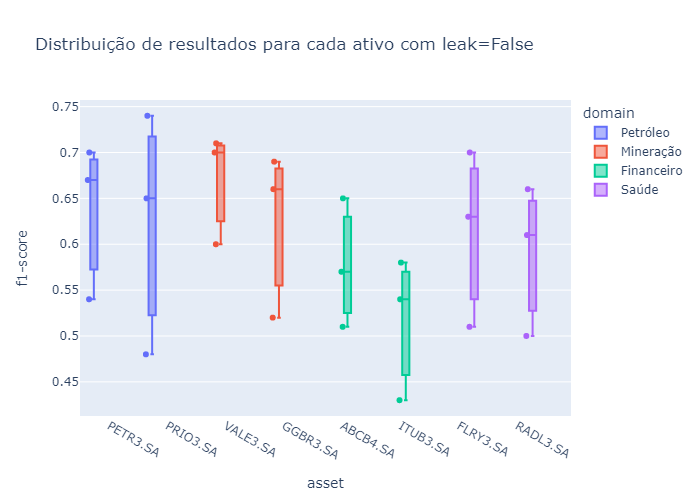 Distribuição de resultados para cada ativo com leak=False
domain
Petróleo
Mineração
Financeiro
Saúde
0.75
0.7
0.65
0.6
0.55
0.5
0.45
f1-score
PETR3.SA
PRIO3.SA
VALE3.SA
GGBR3.SA
ABCB4.SA
ITUB3.SA
FLRY3.SA
RADL3.SA
asset